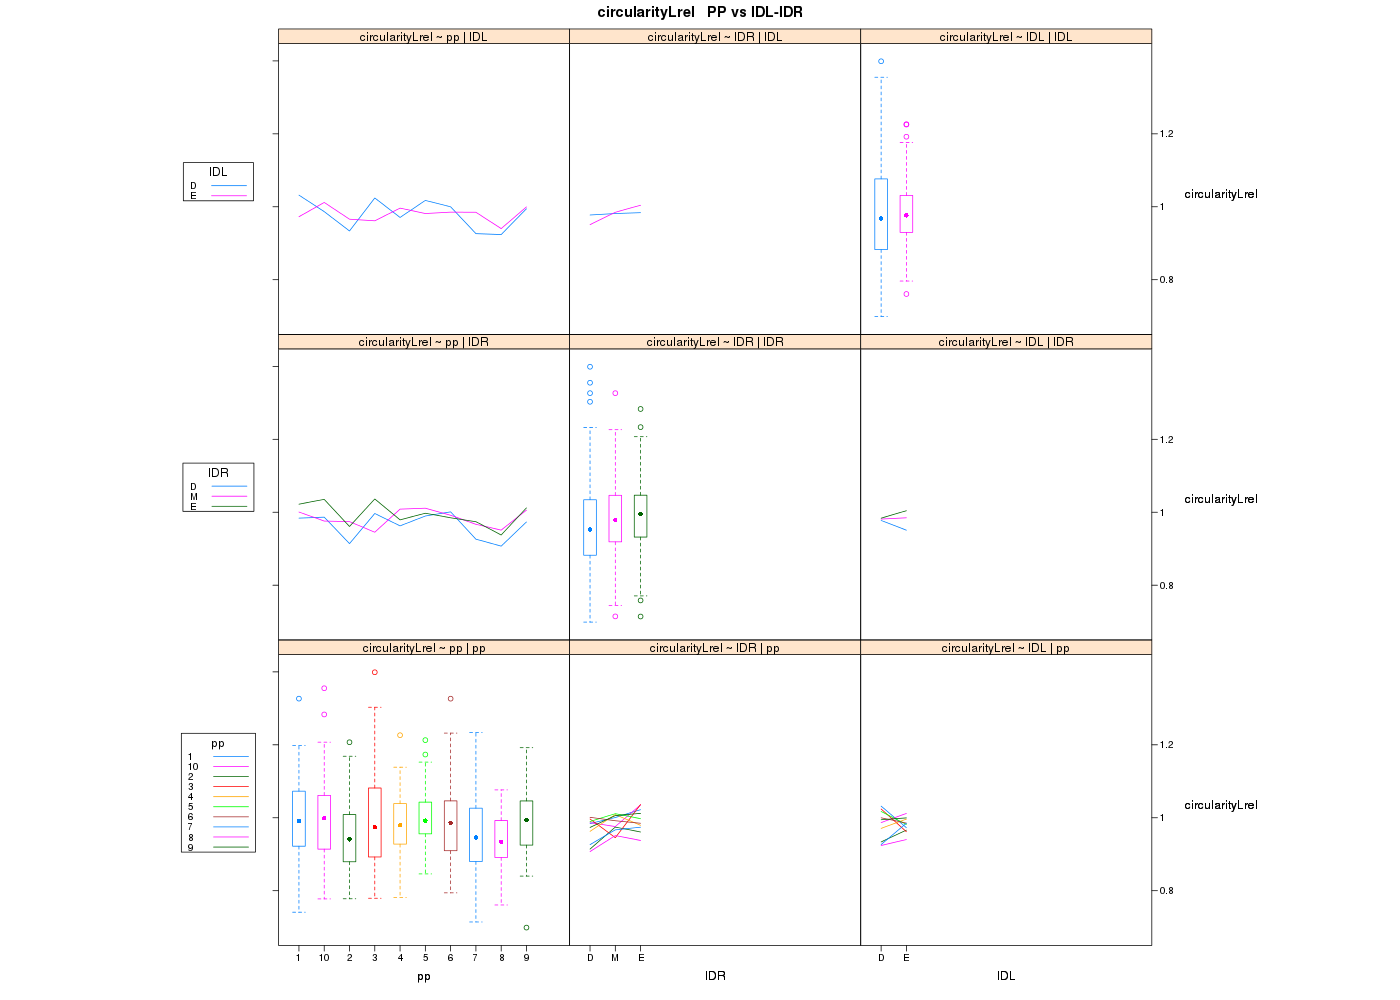 circularityLrel   PP vs IDL-IDR
circularityLrel ~ pp | IDL
circularityLrel ~ IDR | IDL
circularityLrel ~ IDL | IDL
IDL
D
E
1.2
1
0.8
circularityLrel
circularityLrel ~ pp | IDR
circularityLrel ~ IDR | IDR
circularityLrel ~ IDL | IDR
IDR
D
M
E
1.2
1
0.8
circularityLrel
circularityLrel ~ pp | pp
circularityLrel ~ IDR | pp
circularityLrel ~ IDL | pp
pp
1
10
2
3
4
5
6
7
8
9
1.2
1
0.8
circularityLrel
1 10 2 3 4 5 6 7 8 9
D M E
D E
pp
IDR
IDL